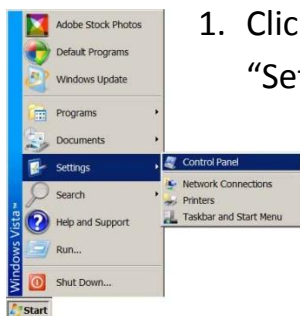 1. Clic
“Set
Adobe Stock Photos
Default Programs
Windows Update
Programs
Documents
Settings
Search
Help and Support
Run...
Shut Down...
Control Panel
Network Connections
Printers
Taskbar and Start Menu
Windows Vista™
Start